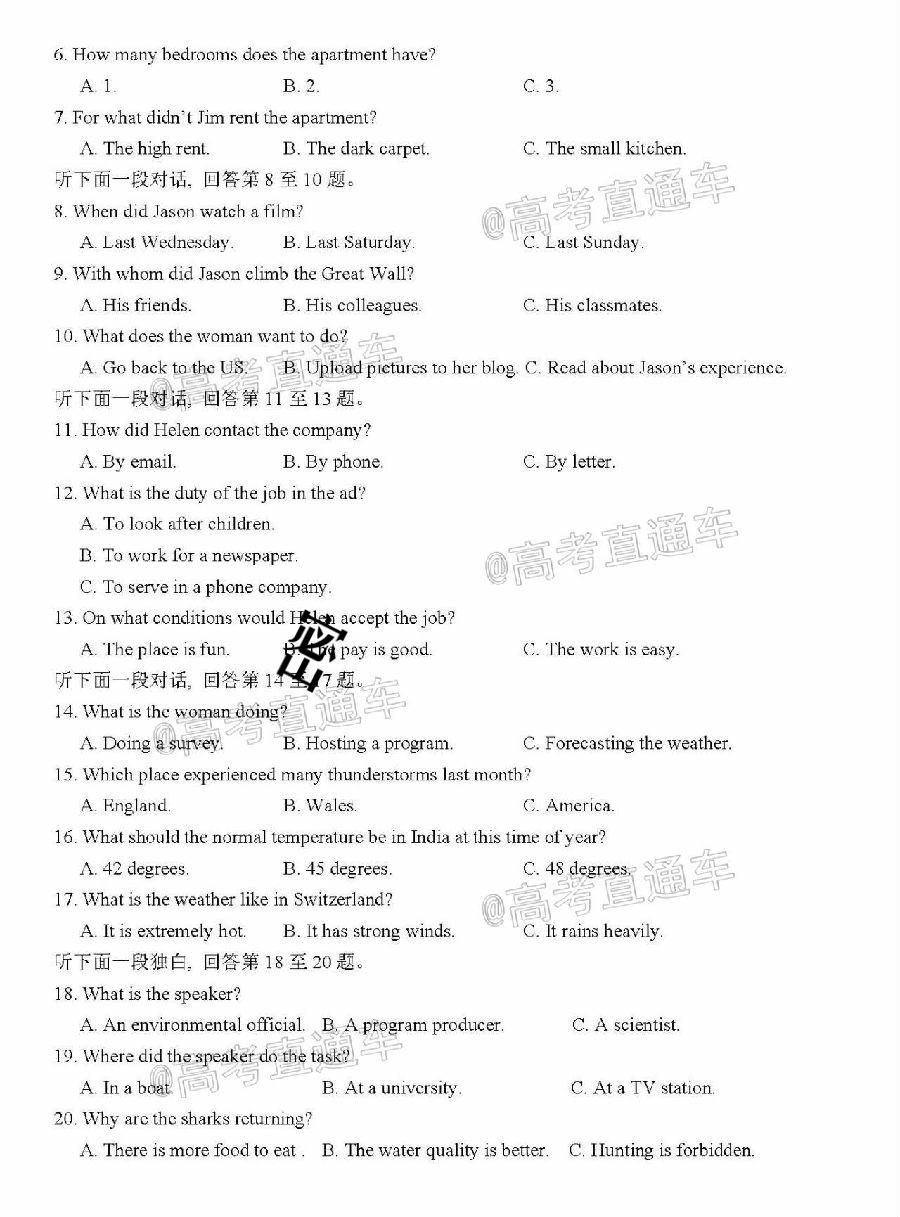 6. How many bedrooms does the apartment have?
A. 1. B. 2. C. 3.
7. For what didn't Jim rent the apartment?
A. The high rent. B. The dark carpet. C. The small kitchen.
听下面一段对话, 回答第 8 至 10 题。
@高考直通车
8. When did Jason watch a film?
A. Last Wednesday. B. Last Saturday. C. Last Sunday.
9. With whom did Jason climb the Great Wall?
A. His friends. B. His colleagues. C. His classmates.
10. What does the woman want to do?
@高考直通车
A. Go back to the US. B. Upload pictures to her blog. C. Read about Jason's experience.
听下面一段对话, 回答第 11 至 13 题。
11. How did Helen contact the company?
A. By email. B. By phone. C. By letter.
12. What is the duty of the job in the ad?
A. To look after children.
@高考直通车
B. To work for a newspaper.
C. To serve in a phone company.
13. On what conditions would Helen accept the job?
密
A. The place is fun. B. The pay is good. C. The work is easy.
听下面一段对话, 回答第 14 至 17 题。
14. What is the woman doing?
@高考直通车
A. Doing a survey. B. Hosting a program. C. Forecasting the weather.
15. Which place experienced many thunderstorms last month?
A. England. B. Wales. C. America.
16. What should the normal temperature be in India at this time of year?
A. 42 degrees. B. 45 degrees. C. 48 degrees.
@高考直通车
17. What is the weather like in Switzerland?
A. It is extremely hot. B. It has strong winds. C. It rains heavily.
听下面一段独白, 回答第 18 至 20 题。
18. What is the speaker?
A. An environmental official. B. A program producer. C. A scientist.
19. Where did the speaker do the task?
@高考直通车
A. In a boat. B. At a university. C. At a TV station.
20. Why are the sharks returning?
A. There is more food to eat . B. The water quality is better. C. Hunting is forbidden.